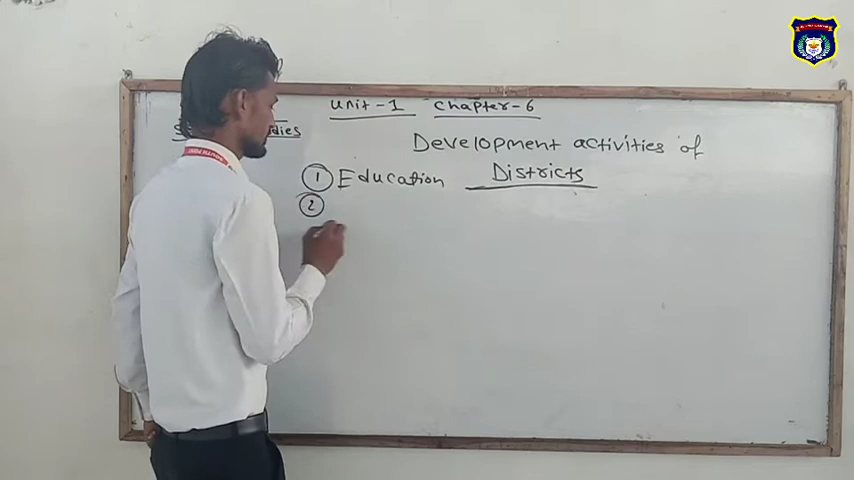 unit-1 chapter-6
Development activities of
Districts
① Education
②